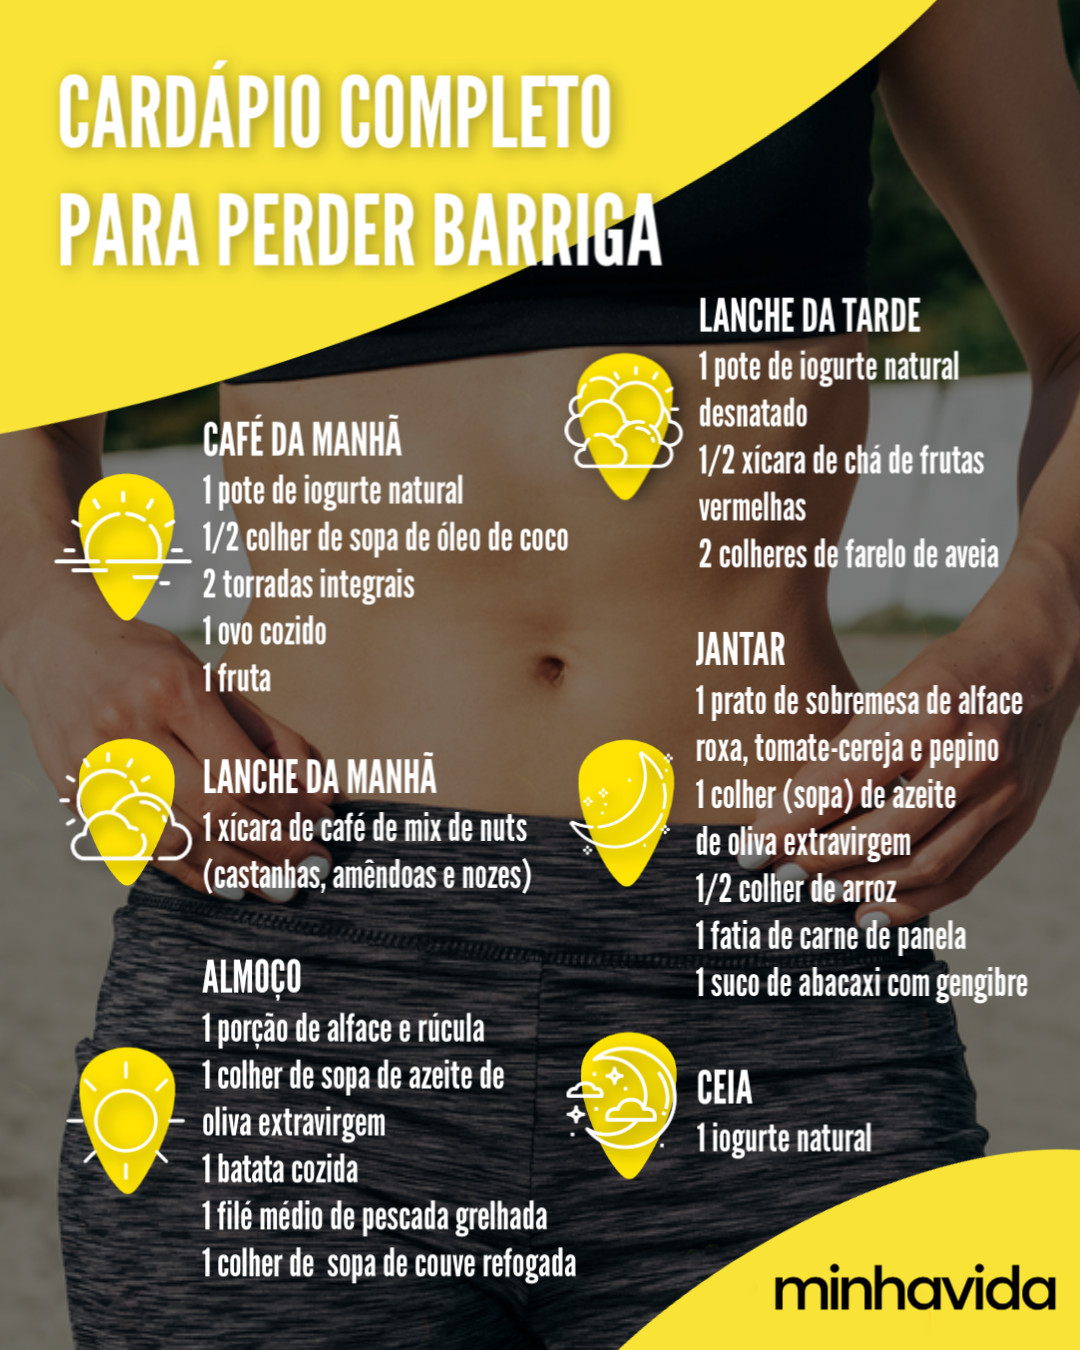 CARDÁPIO COMPLETO
PARA PERDER BARRIGA
CAFÉ DA MANHÃ
1 pote de iogurte natural
1/2 colher de sopa de óleo de coco
2 torradas integrais
1 ovo cozido
1 fruta
LANCHE DA MANHÃ
1 xícara de café de mix de nuts
(castanhas, amêndoas e nozes)
ALMOÇO
1 porção de alface e rúcula
1 colher de sopa de azeite de
oliva extravirgem
1 batata cozida
1 filé médio de pescada grelhada
1 colher de  sopa de couve refogada
LANCHE DA TARDE
1 pote de iogurte natural
desnatado
1/2 xícara de chá de frutas
vermelhas
2 colheres de farelo de aveia
JANTAR
1 prato de sobremesa de alface
roxa, tomate-cereja e pepino
1 colher (sopa) de azeite
de oliva extravirgem
1/2 colher de arroz
1 fatia de carne de panela
1 suco de abacaxi com gengibre
CEIA
1 iogurte natural
minhavida